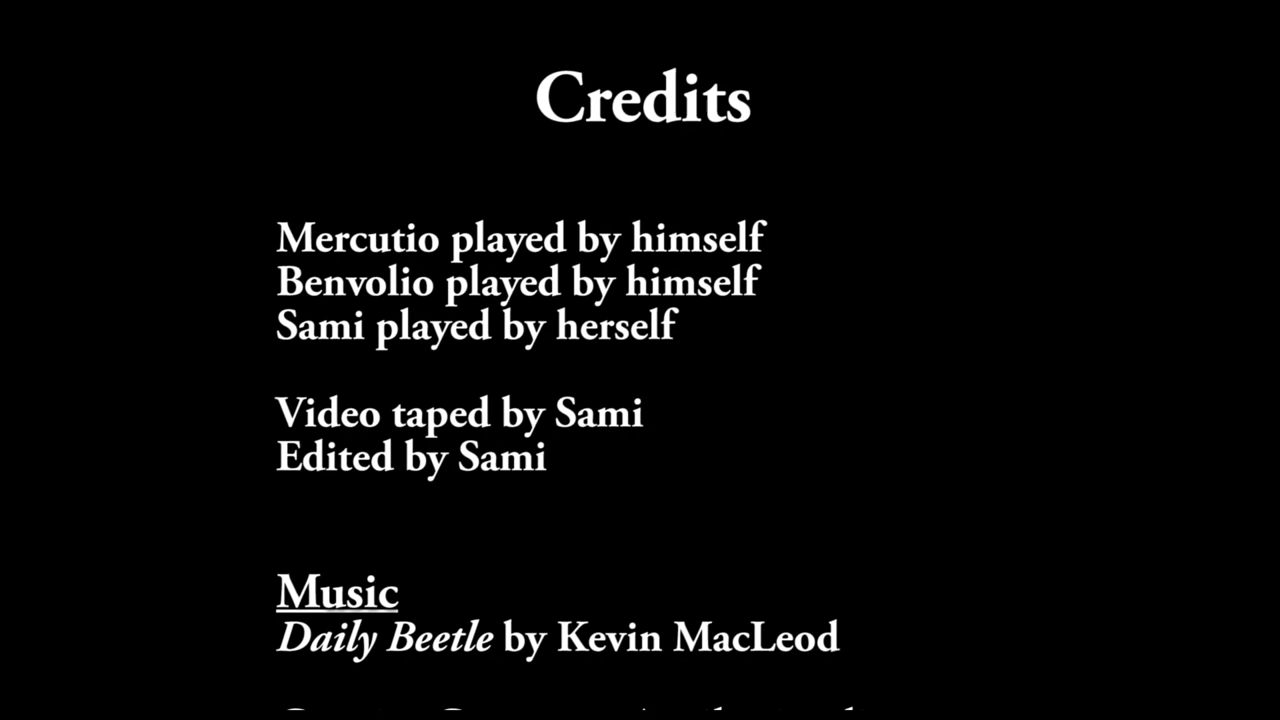 Credits
Mercutio played by himself
Benvolio played by himself
Sami played by herself
Video taped by Sami
Edited by Sami
Music
Daily Beetle by Kevin MacLeod